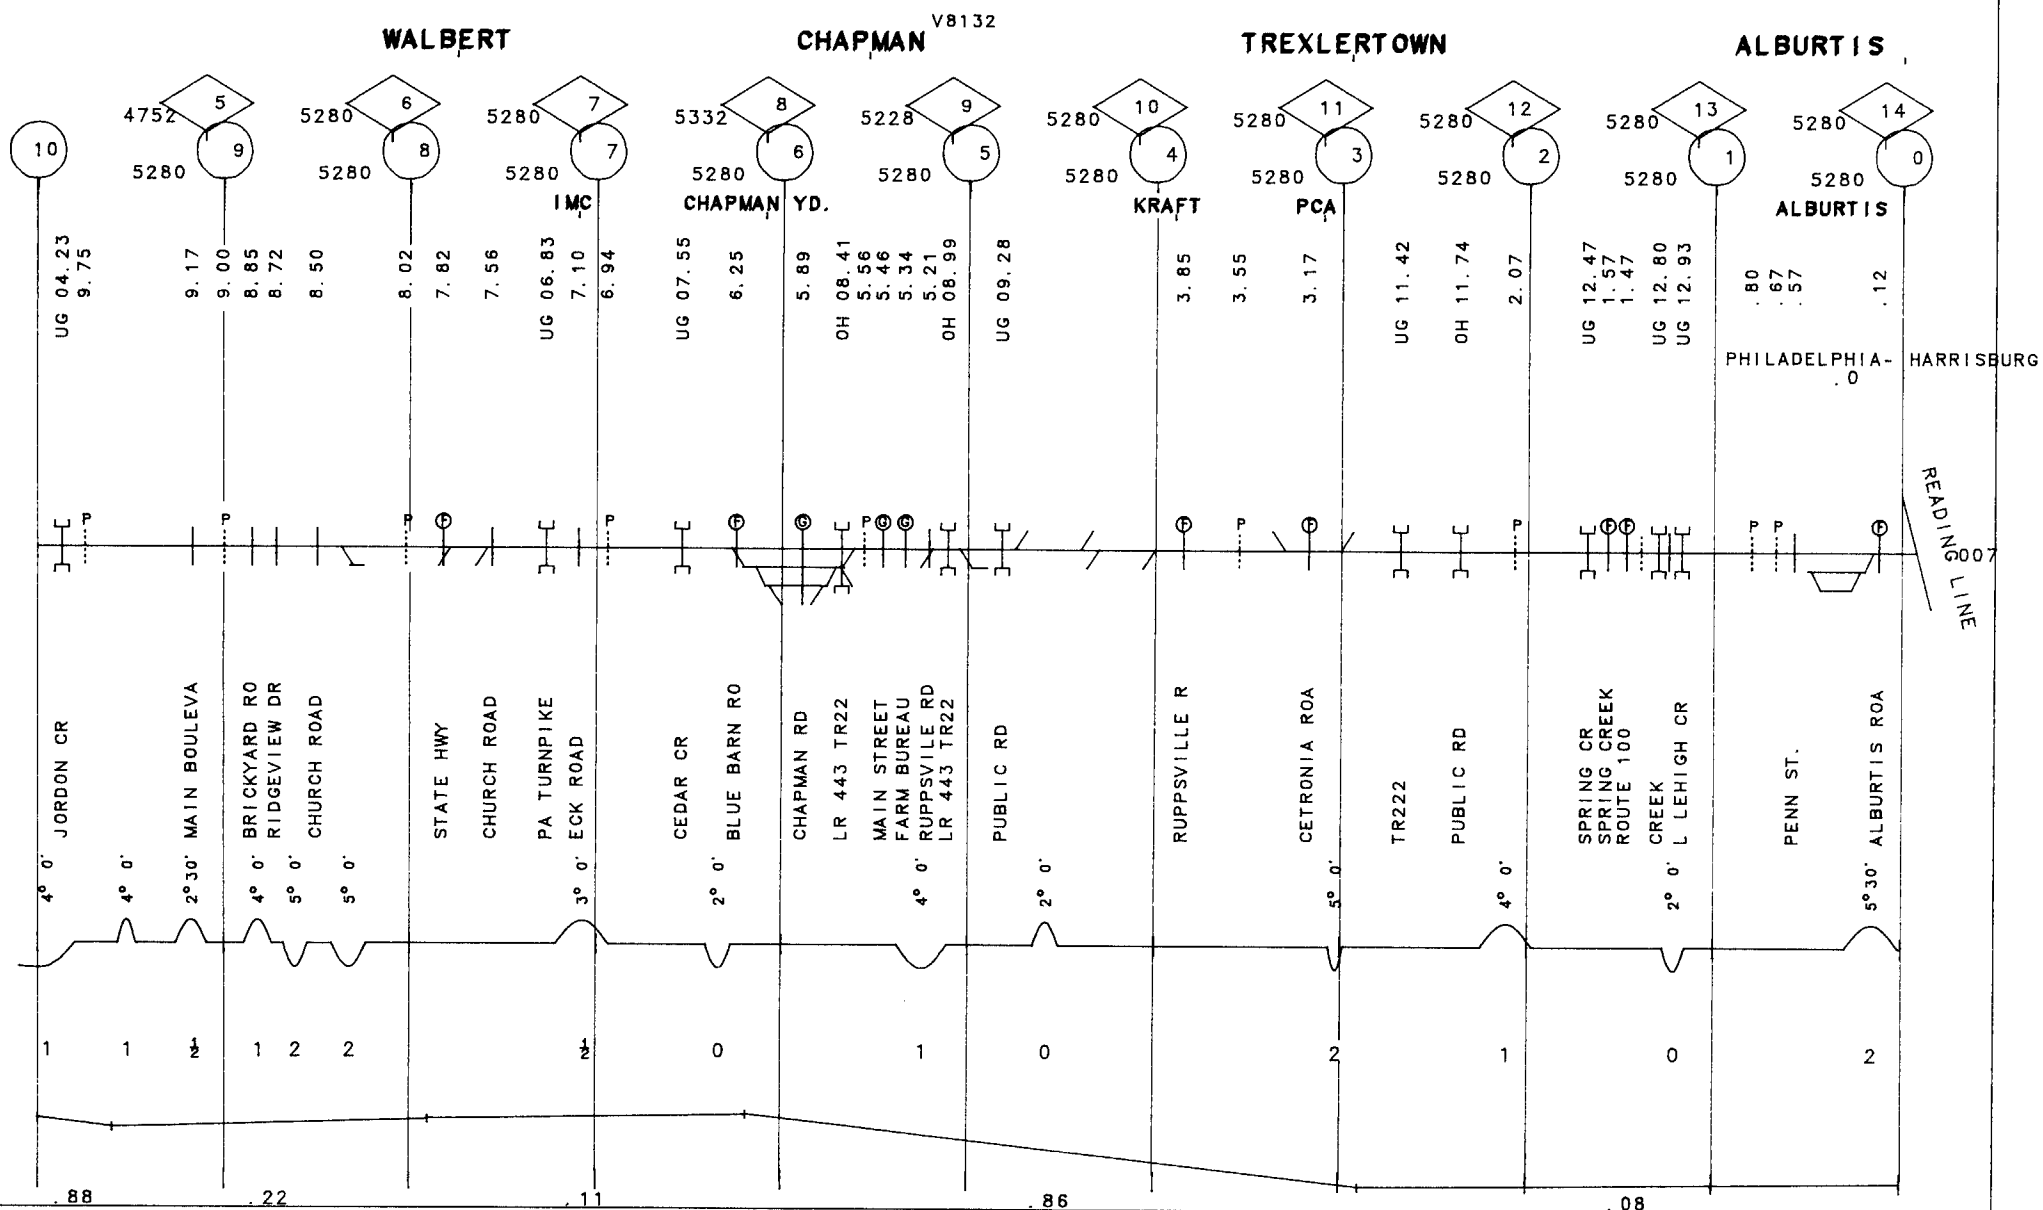 V8132
WALBERT CHAPMAN TREXLERTOWN ALBURTIS
5 6 7 8 9 10 11 12 13 14
4752 5280 5280 5332 5228 5280 5280 5280 5280 5280
10 9 8 7 6 5 4 3 2 1 0
5280 5280 5280 5280 5280 5280 5280 5280 5280 5280
IMC CHAPMAN YD. KRAFT PCA ALBURTIS
UG 04.23
9.75
9.17
9.00
8.85
8.72
8.50
8.02
7.82
7.56
UG 06.83
7.10
6.94
UG 07.55
6.25
5.89
OH 08.41
5.56
5.46
5.34
5.21
OH 08.99
UG 09.28
3.85
3.55
3.17
UG 11.42
OH 11.74
2.07
UG 12.47
1.57
1.47
UG 12.80
UG 12.93
.80
.67
.57
.12
PHILADELPHIA- HARRISBURG
.0
P P P F P F G P G G F P F P F F P P F
007
READING LINE
JORDON CR
MAIN BOULEVA
BRICKYARD RO
RIDGEVIEW DR
CHURCH ROAD
STATE HWY
CHURCH ROAD
PA TURNPIKE
ECK ROAD
CEDAR CR
BLUE BARN RO
CHAPMAN RD
LR 443 TR22
MAIN STREET
FARM BUREAU
RUPPSVILE RD
LR 443 TR22
PUBLIC RD
RUPPSVILLE R
CETRONIA ROA
TR222
PUBLIC RD
SPRING CR
SPRING CREEK
ROUTE 100
CREEK
L LEHIGH CR
PENN ST.
ALBURTIS ROA
4° 0' 4° 0' 2°30' 4° 0' 5° 0' 5° 0' 3° 0' 2° 0' 4° 0' 2° 0' 5° 0' 4° 0' 2° 0' 5°30'
1 1 ½ 1 2 2 ½ 0 1 0 2 1 0 2
.88 .22 .11 .86 .08